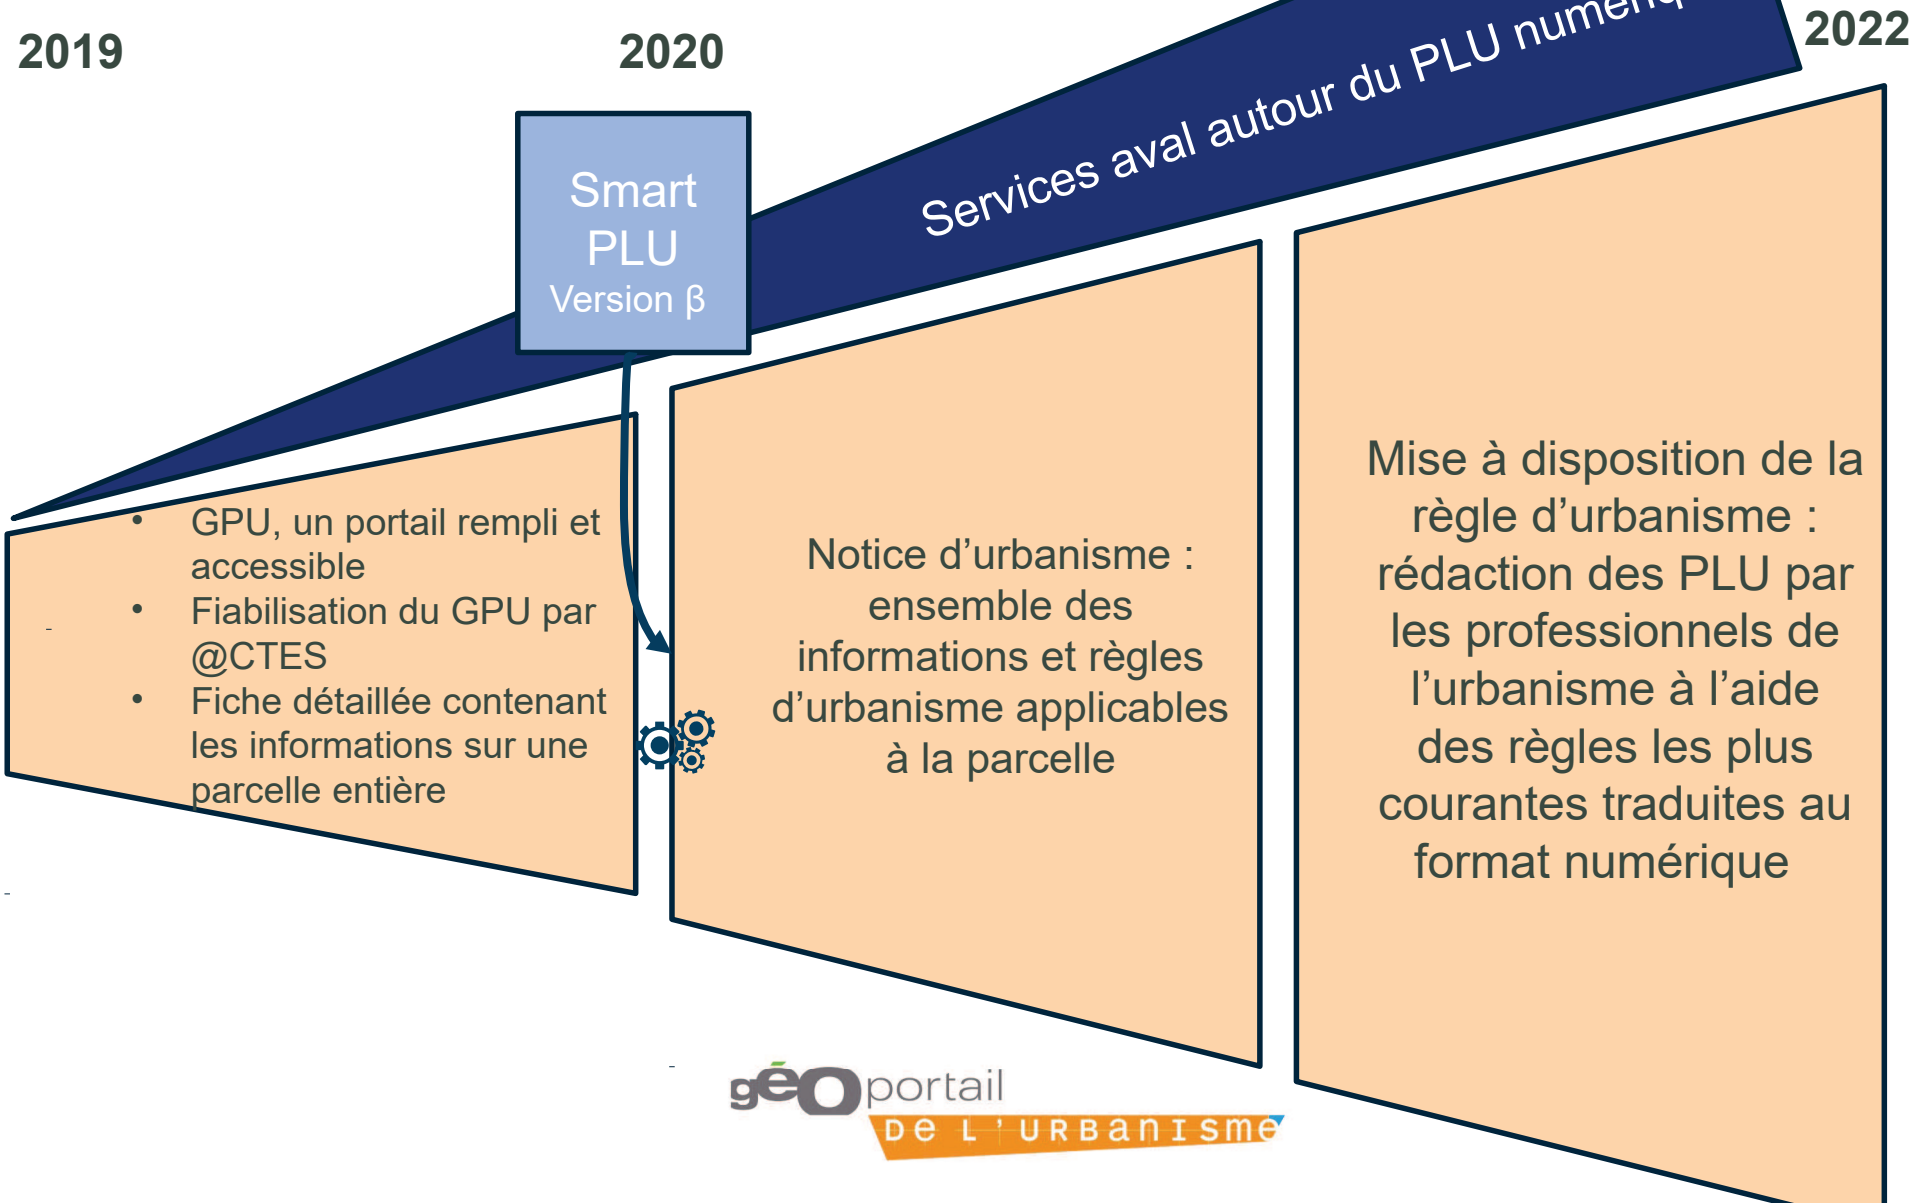 2019
2020
2022
Services aval autour du PLU
Smart
PLU
Version β
• GPU, un portail rempli et
accessible
• Fiabilisation du GPU par
@CTES
• Fiche détaillée contenant
les informations sur une
parcelle entière
Notice d’urbanisme :
ensemble des
informations et règles
d’urbanisme applicables
à la parcelle
Mise à disposition de la
règle d’urbanisme :
rédaction des PLU par
les professionnels de
l’urbanisme à l’aide
des règles les plus
courantes traduites au
format numérique
géoportail
De L'URBanIsme